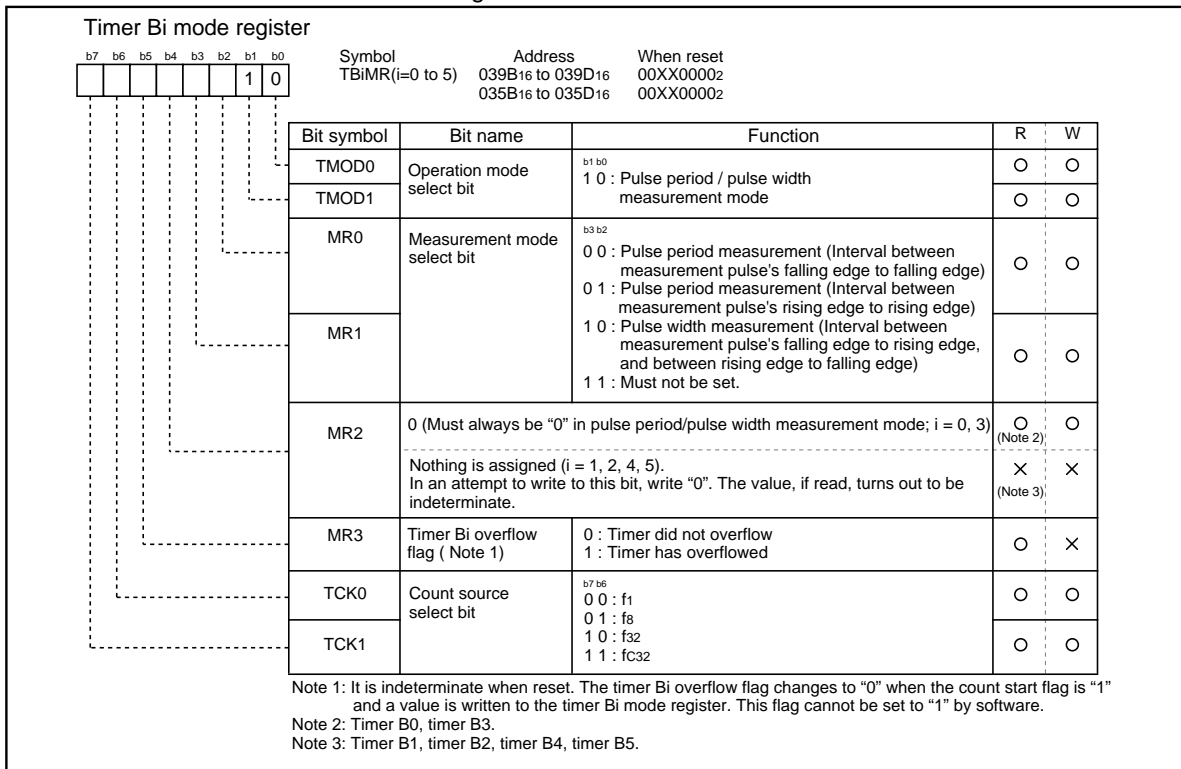 Timer Bi mode register
b7 b6 b5 b4 b3 b2 b1 b0
1 0
Symbol Address When reset
TBiMR(i=0 to 5) 039B16 to 039D16 00XX00002
035B16 to 035D16 00XX00002
Bit symbol Bit name Function R W
TMOD0 Operation mode select bit b1 b0
1 0 : Pulse period / pulse width
measurement mode
TMOD1
MR0 Measurement mode
select bit
b3 b2
0 0 : Pulse period measurement (Interval between
measurement pulse's falling edge to falling edge)
0 1 : Pulse period measurement (Interval between
measurement pulse's rising edge to rising edge)
MR1 1 0 : Pulse width measurement (Interval between
measurement pulse's falling edge to rising edge,
and between rising edge to falling edge)
1 1 : Must not be set.
MR2 0 (Must always be “0” in pulse period/pulse width measurement mode; i = 0, 3)
(Note 2)
Nothing is assigned (i = 1, 2, 4, 5).
In an attempt to write to this bit, write “0”. The value, if read, turns out to be
indeterminate.
(Note 3)
MR3 Timer Bi overflow
flag ( Note 1)
0 : Timer did not overflow
1 : Timer has overflowed
TCK0 Count source
select bit
b7 b6
0 0 : f1
0 1 : f8
TCK1 1 0 : f32
1 1 : fC32
Note 1: It is indeterminate when reset. The timer Bi overflow flag changes to “0” when the count start flag is “1”
and a value is written to the timer Bi mode register. This flag cannot be set to “1” by software.
Note 2: Timer B0, timer B3.
Note 3: Timer B1, timer B2, timer B4, timer B5.